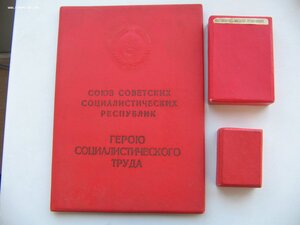 СОЮЗ СОВЕТСКИХ
СОЦИАЛИСТИЧЕСКИХ
РЕСПУБЛИК
ГЕРОЮ
СОЦИАЛИСТИЧЕСКОГО
ТРУДА